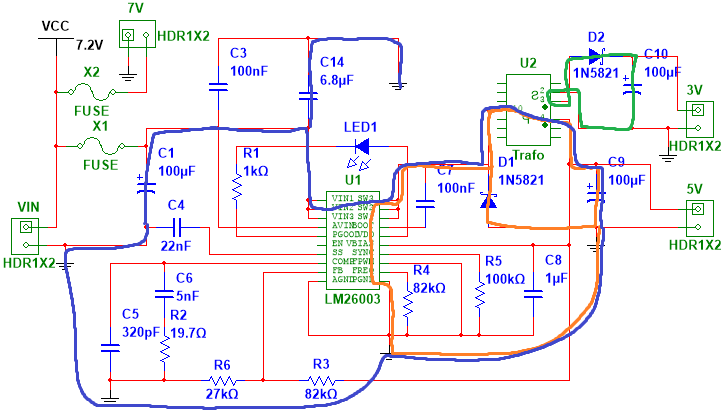 VCC
7.2V
7V
HDR1X2
X2
FUSE
X1
FUSE
C3
100nF
C14
6.8µF
D2
1N5821
C10
100µF
U2
3V
HDR1X2
Trafo
LED1
R1
1kΩ
C1
100µF
U1
C7
100nF
D1
1N5821
C9
100µF
5V
HDR1X2
VIN
HDR1X2
C4
22nF
VIN1 SW1
VIN2 SW2
VIN3 SW3
AVIN BOOT
PGOOD VDD
EN VBIAS
SS SYNC
COMP FPWM
FB FREQ
AGND PGND
LM26003
R4
82kΩ
R5
100kΩ
C8
1µF
C6
5nF
C5
320pF
R2
19.7Ω
R6
27kΩ
R3
82kΩ